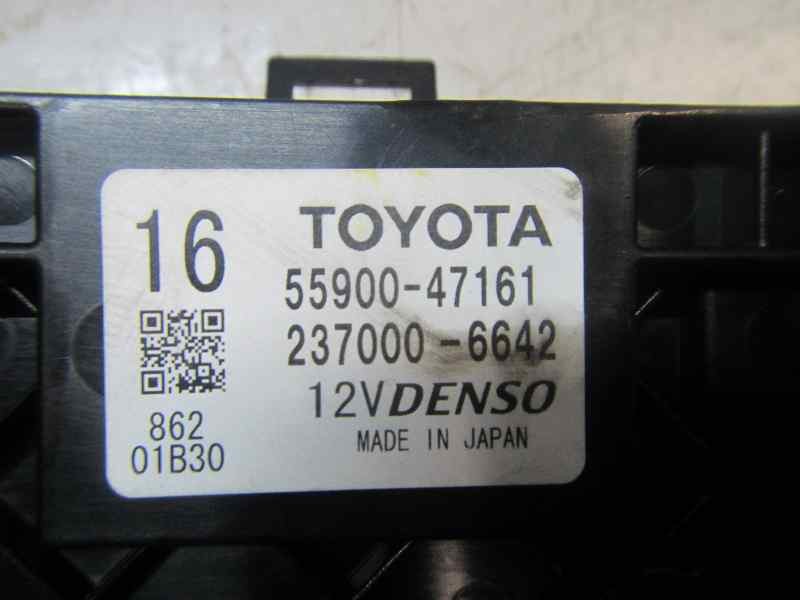 16
TOYOTA
55900-47161
237000-6642
12V DENSO
MADE IN JAPAN
862
01B30